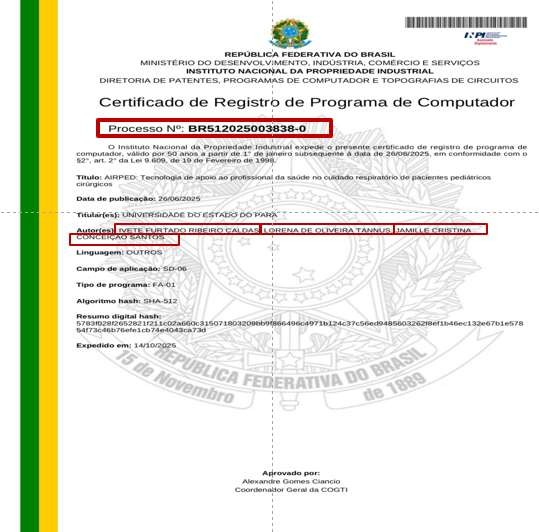 INPI
Assinado
Digitalmente
REPÚBLICA FEDERATIVA DO BRASIL
MINISTÉRIO DO DESENVOLVIMENTO, INDÚSTRIA, COMÉRCIO E SERVIÇOS
INSTITUTO NACIONAL DA PROPRIEDADE INDUSTRIAL
DIRETORIA DE PATENTES, PROGRAMAS DE COMPUTADOR E TOPOGRAFIAS DE CIRCUITOS
Certificado de Registro de Programa de Computador
Processo Nº: BR512025003838-0
O Instituto Nacional da Propriedade Industrial expede o presente certificado de registro de programa de
computador, válido por 50 anos a partir de 1° de janeiro subsequente à data de 26/06/2025, em conformidade com o
§2°, art. 2° da Lei 9.609, de 19 de Fevereiro de 1998.
Título: AIRPED: Tecnologia de apoio ao profissional da saúde no cuidado respiratório de pacientes pediátricos
cirúrgicos
Data de publicação: 26/06/2025
Titular(es): UNIVERSIDADE DO ESTADO DO PARA
Autor(es): IVETE FURTADO RIBEIRO CALDAS; LORENA DE OLIVEIRA TANNUS; JAMILLE CRISTINA
CONCEIÇÃO SANTOS
Linguagem: OUTROS
Campo de aplicação: SD-06
Tipo de programa: FA-01
Algoritmo hash: SHA-512
Resumo digital hash:
Expedido em: 14/10/2025
REPÚBLICA FEDERATIVA DO BRASIL
15 de Novembro
de 1889
Aprovado por:
Alexandre Gomes Ciancio
Coordenador Geral da COGTI